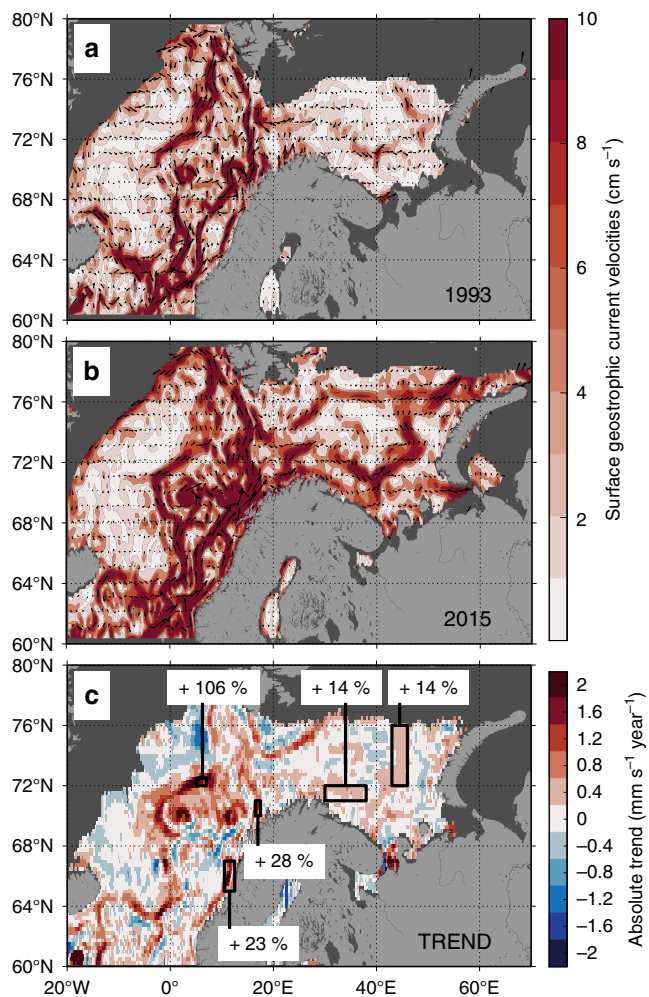 80°N
a
76°N
72°N
68°N
64°N
60°N
1993
80°N
b
76°N
72°N
68°N
64°N
60°N
2015
10
8
6
4
2
Surface geostrophic current velocities (cm s⁻¹)
80°N
c
+ 106 %
+ 14 %
+ 14 %
76°N
72°N
68°N
+ 28 %
64°N
+ 23 %
TREND
60°N
20°W
0°
20°E
40°E
60°E
2
1.6
1.2
0.8
0.4
0
−0.4
−0.8
−1.2
−1.6
−2
Absolute trend (mm s⁻¹ year⁻¹)